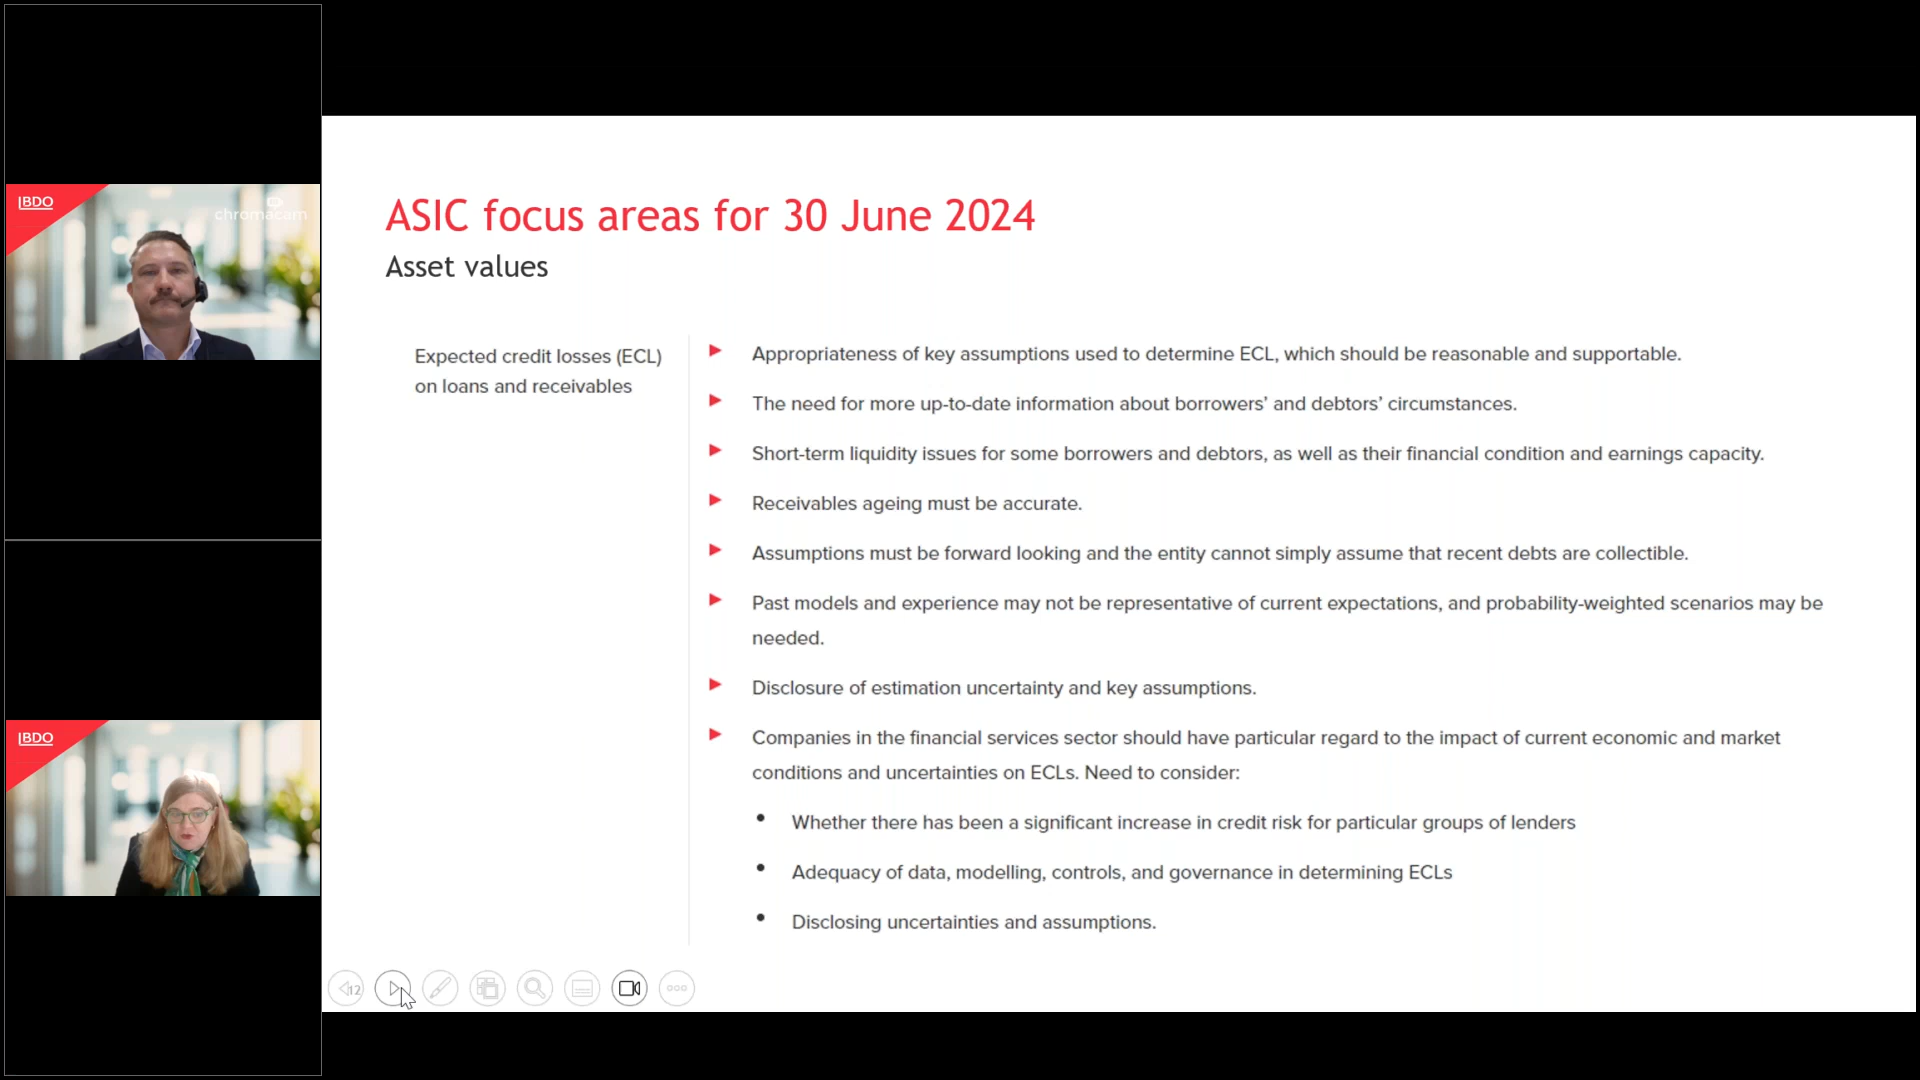 BDO
chromacam
BDO
ASIC focus areas for 30 June 2024
Asset values
Expected credit losses (ECL)
on loans and receivables
Appropriateness of key assumptions used to determine ECL, which should be reasonable and supportable.
The need for more up-to-date information about borrowers’ and debtors’ circumstances.
Short-term liquidity issues for some borrowers and debtors, as well as their financial condition and earnings capacity.
Receivables ageing must be accurate.
Assumptions must be forward looking and the entity cannot simply assume that recent debts are collectible.
Past models and experience may not be representative of current expectations, and probability-weighted scenarios may be
needed.
Disclosure of estimation uncertainty and key assumptions.
Companies in the financial services sector should have particular regard to the impact of current economic and market
conditions and uncertainties on ECLs. Need to consider:
Whether there has been a significant increase in credit risk for particular groups of lenders
Adequacy of data, modelling, controls, and governance in determining ECLs
Disclosing uncertainties and assumptions.
12